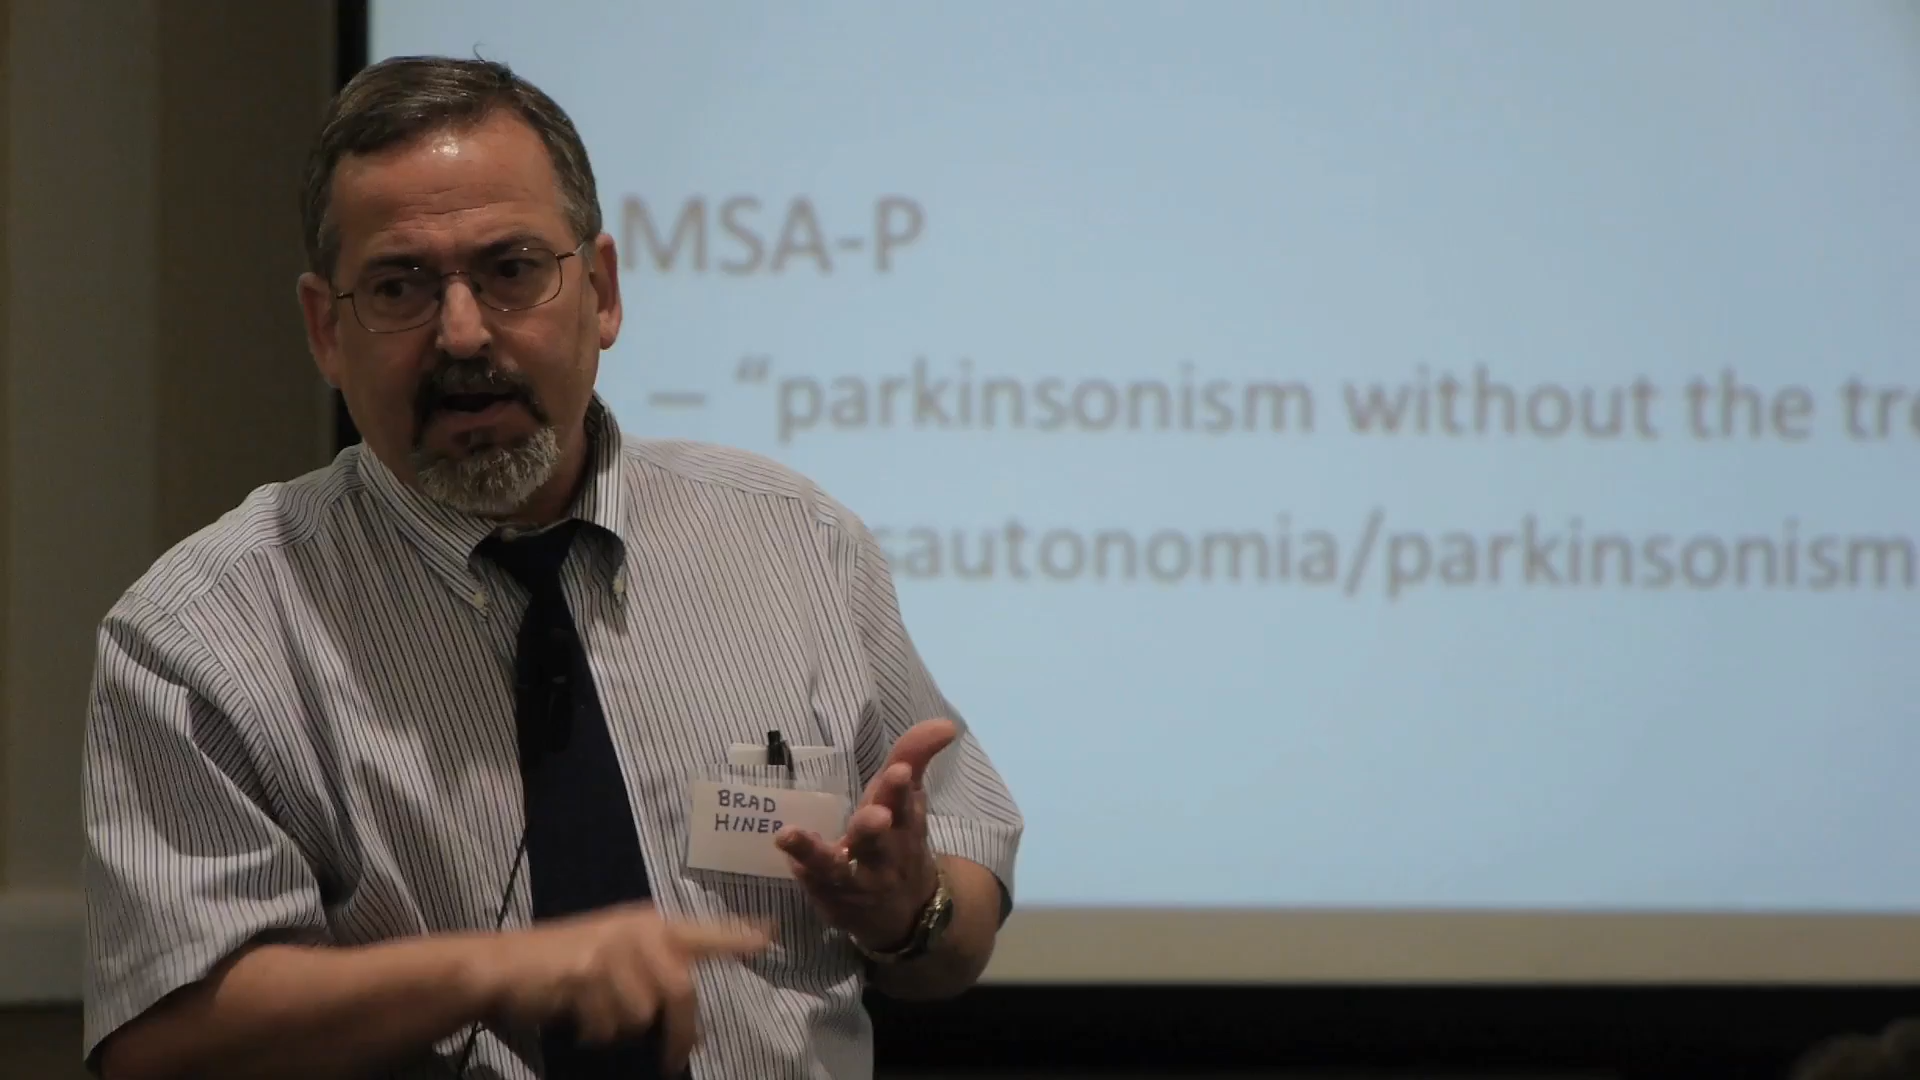 MSA-P
– “parkinsonism without the tre
sautonomia/parkinsonism
BRAD
HINER